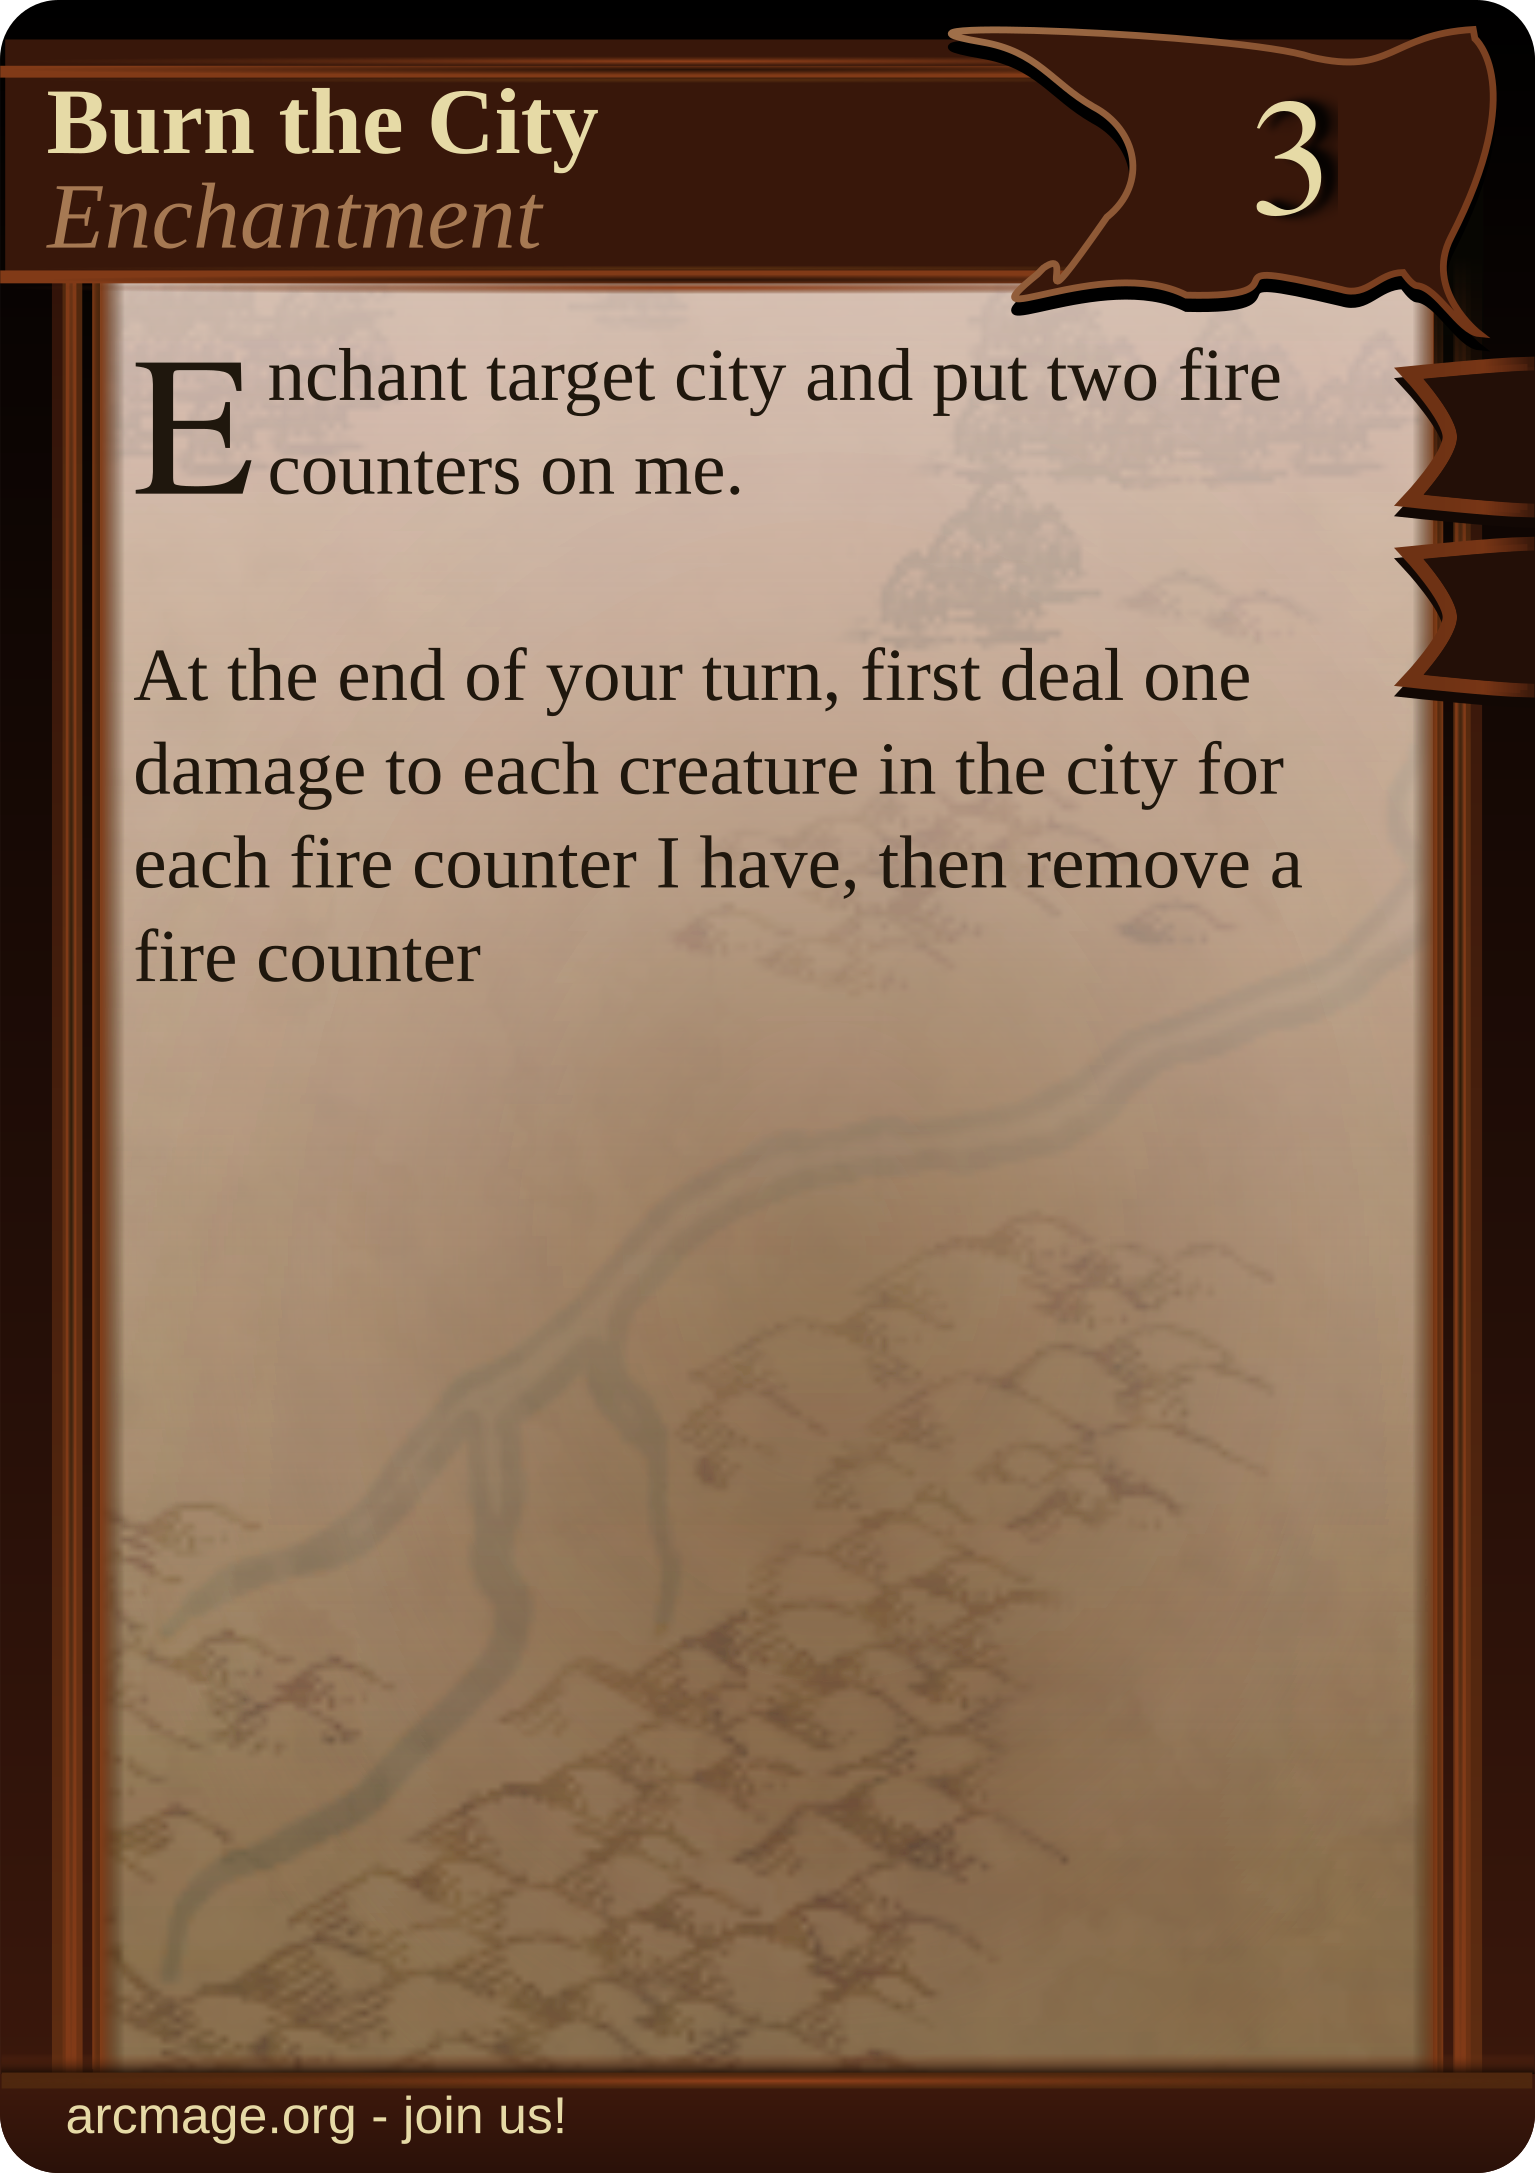 Burn the City
Enchantment
3
Enchant target city and put two fire
counters on me.
At the end of your turn, first deal one
damage to each creature in the city for
each fire counter I have, then remove a
fire counter
arcmage.org - join us!